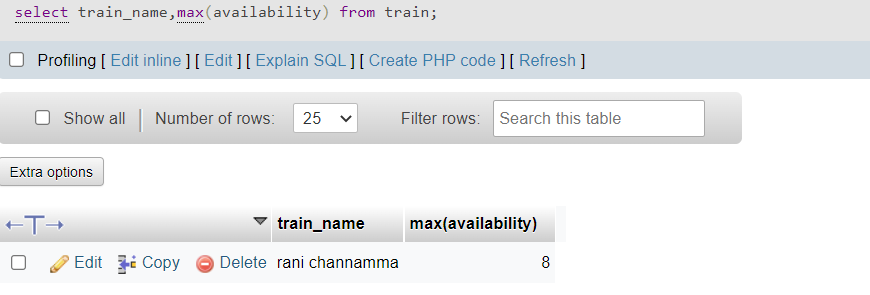 select train_name,max(availability) from train;
Profiling [ Edit inline ] [ Edit ] [ Explain SQL ] [ Create PHP code ] [ Refresh ]
Show all | Number of rows: 25 Filter rows: Search this table
Extra options
←T→ train_name max(availability)
Edit Copy Delete rani channamma 8